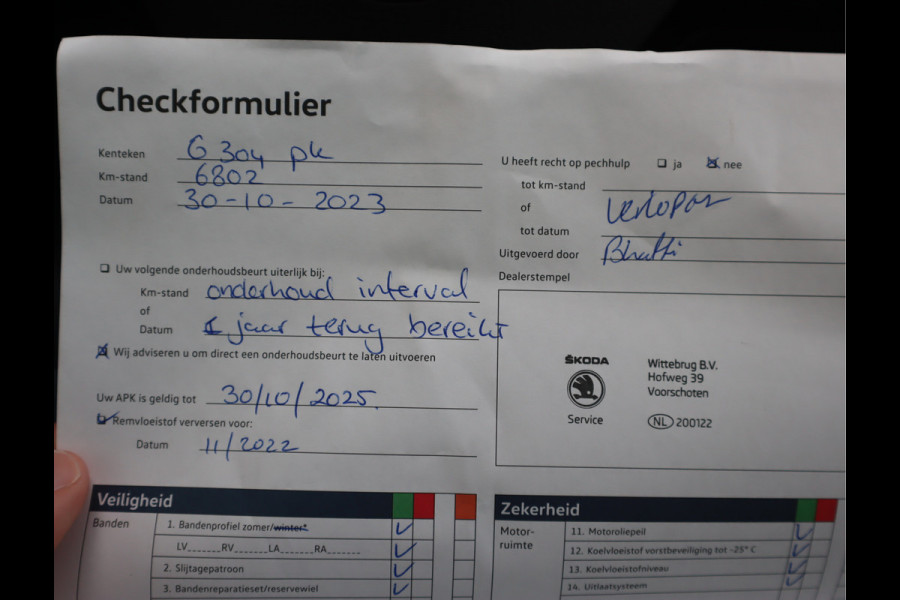 Checkformulier
Kenteken G 304 pk
Km-stand 6802
Datum 30-10-2023
U heeft recht op pechhulp ja nee
tot km-stand
of verlopen
tot datum
Uitgevoerd door Bhatti
Dealerstempel
Uw volgende onderhoudsbeurt uiterlijk bij:
Km-stand onderhoud interval
of
Datum 1 jaar terug bereikt
Wij adviseren u om direct een onderhoudsbeurt te laten uitvoeren
Uw APK is geldig tot 30/10/2025.
Remvloeistof verversen voor:
Datum 11/2022
ŠKODA
Service
Wittebrug B.V.
Hofweg 39
Voorschoten
NL 200122
Veiligheid
Banden
1. Bandenprofiel zomer/winter*
LV______RV______LA______RA______
2. Slijtagepatroon
3. Bandenreparatieset/reservewiel
Zekerheid
Motor-
ruimte
11. Motoroliepeil
12. Koelvloeistof vorstbeveiliging tot -25° C
13. Koelvloeistofniveau
14. Uitlaatsysteem